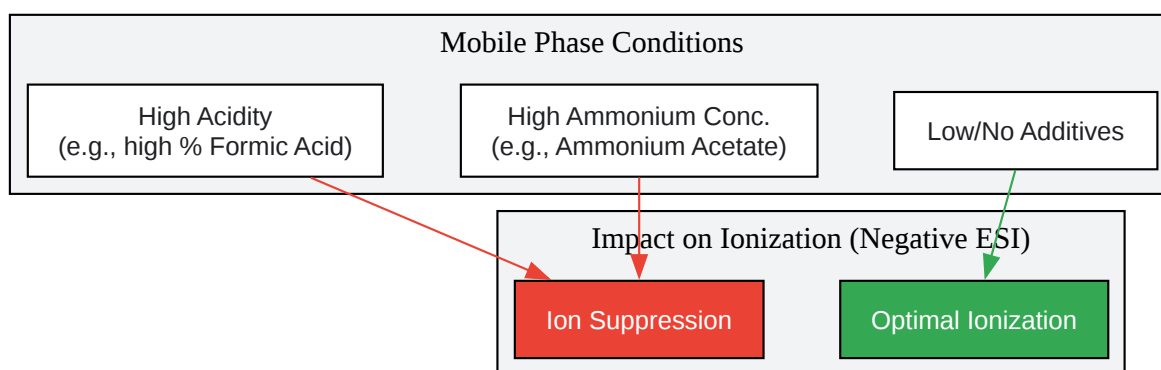 Mobile Phase Conditions
High Acidity
(e.g., high % Formic Acid)
High Ammonium Conc.
(e.g., Ammonium Acetate)
Low/No Additives
Impact on Ionization (Negative ESI)
Ion Suppression
Optimal Ionization